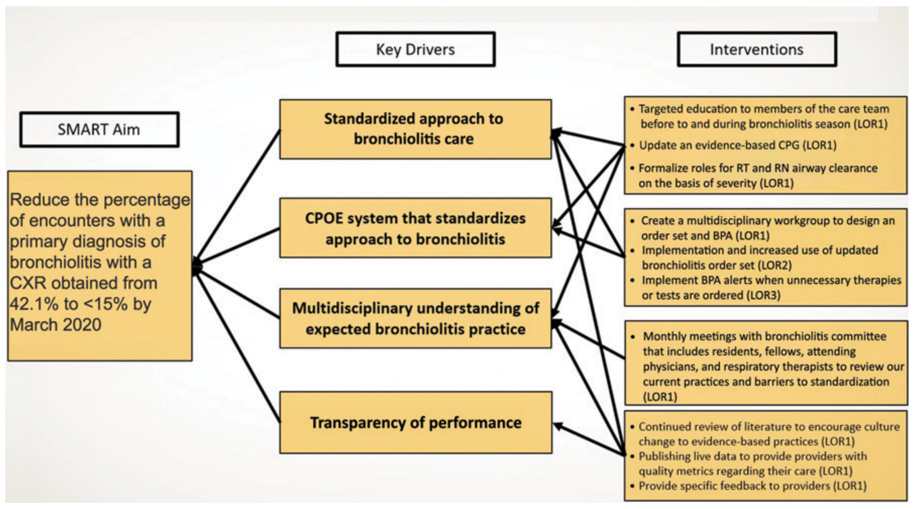 Key Drivers
Interventions
SMART Aim
Reduce the percentage
of encounters with a
primary diagnosis of
bronchiolitis with a
CXR obtained from
42.1% to <15% by
March 2020
Standardized approach to
bronchiolitis care
CPOE system that standardizes
approach to bronchiolitis
Multidisciplinary understanding of
expected bronchiolitis practice
Transparency of performance
• Targeted education to members of the care team
before to and during bronchiolitis season (LOR1)
• Update an evidence-based CPG (LOR1)
• Formalize roles for RT and RN airway clearance
on the basis of severity (LOR1)
• Create a multidisciplinary workgroup to design an
order set and BPA (LOR1)
• Implementation and increased use of updated
bronchiolitis order set (LOR2)
• Implement BPA alerts when unnecessary therapies
or tests are ordered (LOR3)
• Monthly meetings with bronchiolitis committee
that includes residents, fellows, attending
physicians, and respiratory therapists to review our
current practices and barriers to standardization
(LOR1)
• Continued review of literature to encourage culture
change to evidence-based practices (LOR1)
• Publishing live data to provide providers with
quality metrics regarding their care (LOR1)
• Provide specific feedback to providers (LOR1)